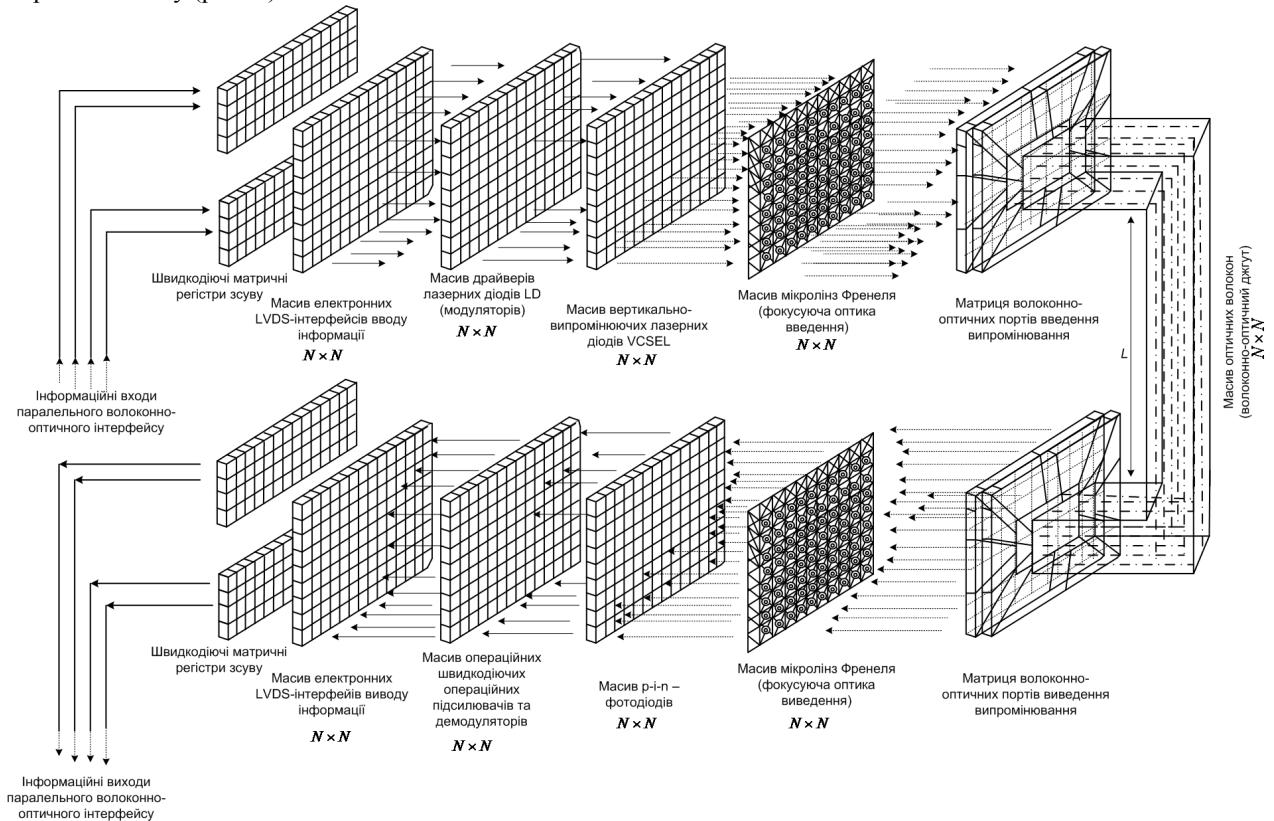 Швидкодіючі матричні
регістри зсуву
Масив електронних
LVDS-інтерфейсів вводу
інформації
N × N
Масив драйверів
лазерних діодів LD
(модуляторів)
N × N
Масив вертикально-
випромінюючих лазерних
діодів VCSEL
N × N
Масив мікролінз Френеля
(фокусуюча оптика
введення)
N × N
Матриця волоконно-
оптичних портів введення
випромінювання
L
Масив оптичних волокон
(волоконно-оптичний джгут)
N × N
Інформаційні входи
паралельного волоконно-
оптичного інтерфейсу
Швидкодіючі матричні
регістри зсуву
Масив електронних
LVDS-інтерфейсів виводу
інформації
N × N
Масив операційних
швидкодіючих
операційних
підсилювачів та
демодуляторів
N × N
Масив p-i-n –
фотодіодів
N × N
Масив мікролінз Френеля
(фокусуюча оптика
виведення)
N × N
Матриця волоконно-
оптичних портів виведення
випромінювання
Інформаційні виходи
паралельного волоконно-
оптичного інтерфейсу